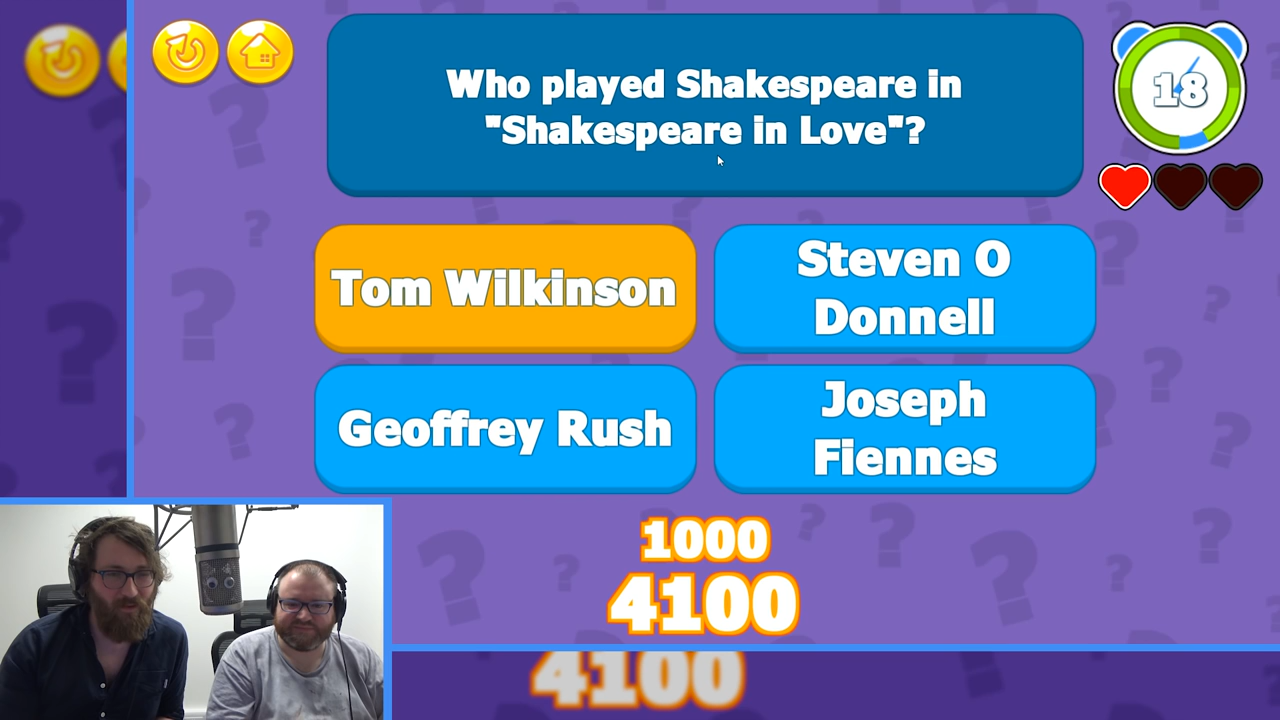 Who played Shakespeare in
"Shakespeare in Love"?
18
Tom Wilkinson
Steven O
Donnell
Geoffrey Rush
Joseph
Fiennes
1000
4100
4100